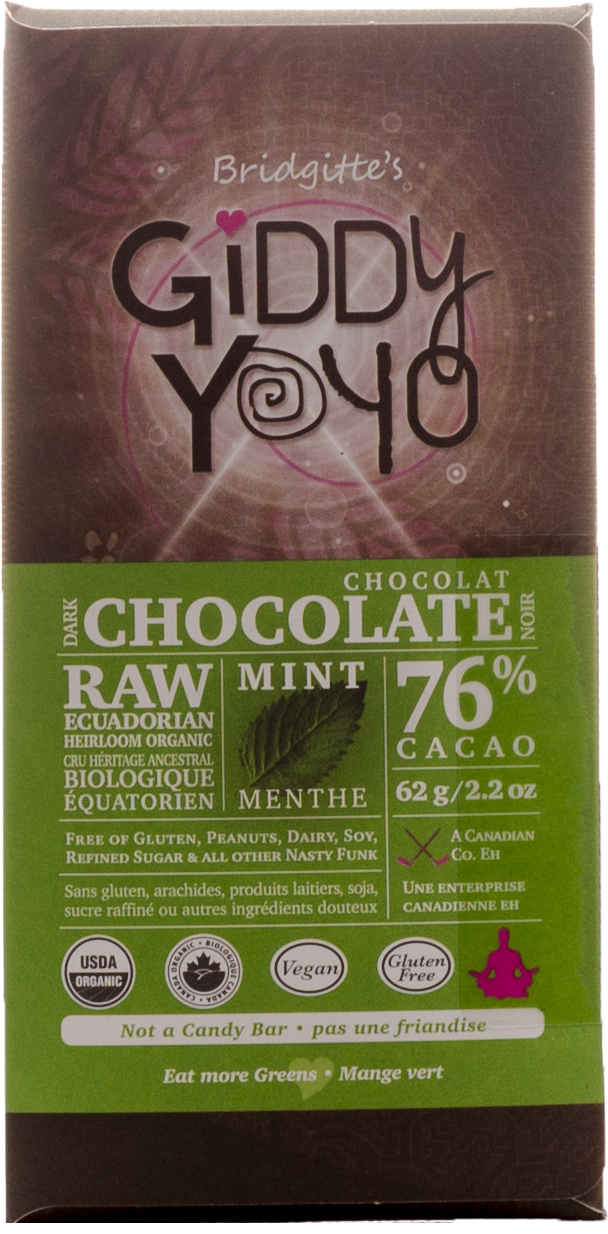 Bridgitte's
GiDDy
YOYO
CHOCOLAT
DARK CHOCOLATE NOIR
RAW
ECUADORIAN
HEIRLOOM ORGANIC
CRU HÉRITAGE ANCESTRAL
BIOLOGIQUE
ÉQUATORIEN
MINT
MENTHE
76%
CACAO
62 g/2.2 oz
FREE OF GLUTEN, PEANUTS, DAIRY, SOY,
REFINED SUGAR & ALL OTHER NASTY FUNK
Sans gluten, arachides, produits laitiers, soja,
sucre raffiné ou autres ingrédients douteux
A CANADIAN
CO. EH
UNE ENTERPRISE
CANADIENNE EH
USDA
ORGANIC
CANADA ORGANIC • BIOLOGIQUE CANADA •
Vegan
Gluten
Free
Not a Candy Bar • pas une friandise
Eat more Greens • Mange vert